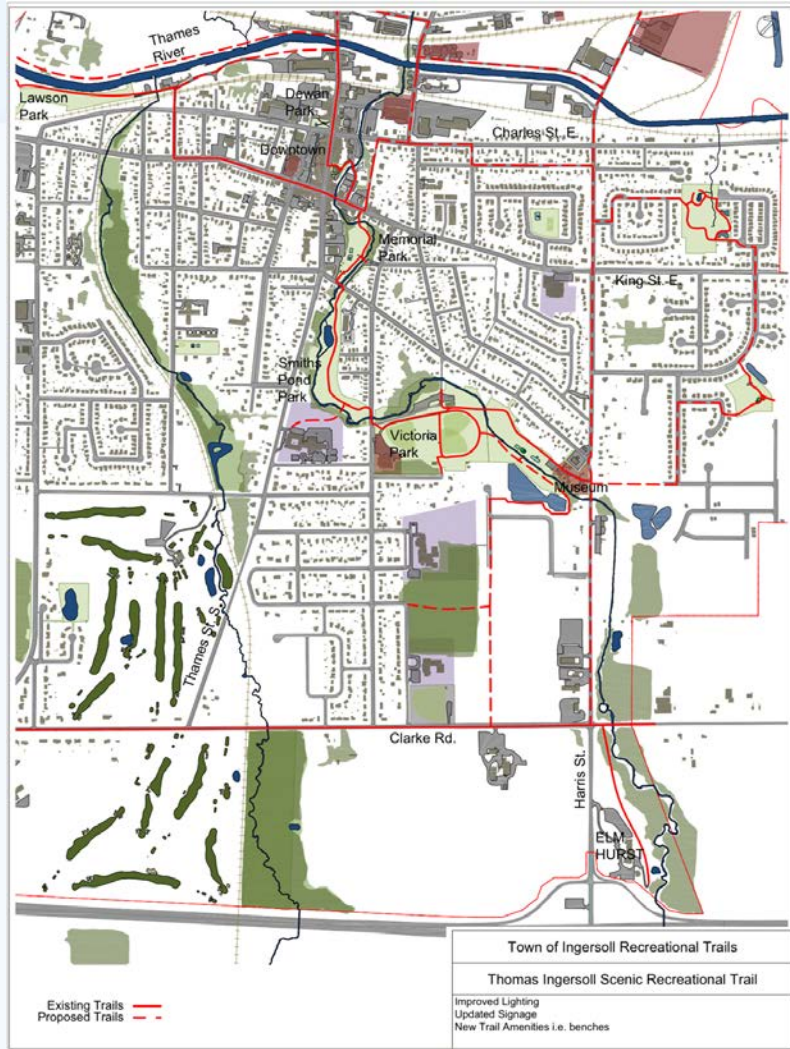 Thames
River
Lawson
Park
Dewan
Park
Downtown
Charles St. E.
Memorial
Park
King St. E.
Smiths
Pond
Park
Victoria
Park
Museum
Thames St. S.
Clarke Rd.
Harris St.
ELM
HURST
Town of Ingersoll Recreational Trails
Thomas Ingersoll Scenic Recreational Trail
Improved Lighting
Updated Signage
New Trail Amenities i.e. benches
Existing Trails
Proposed Trails